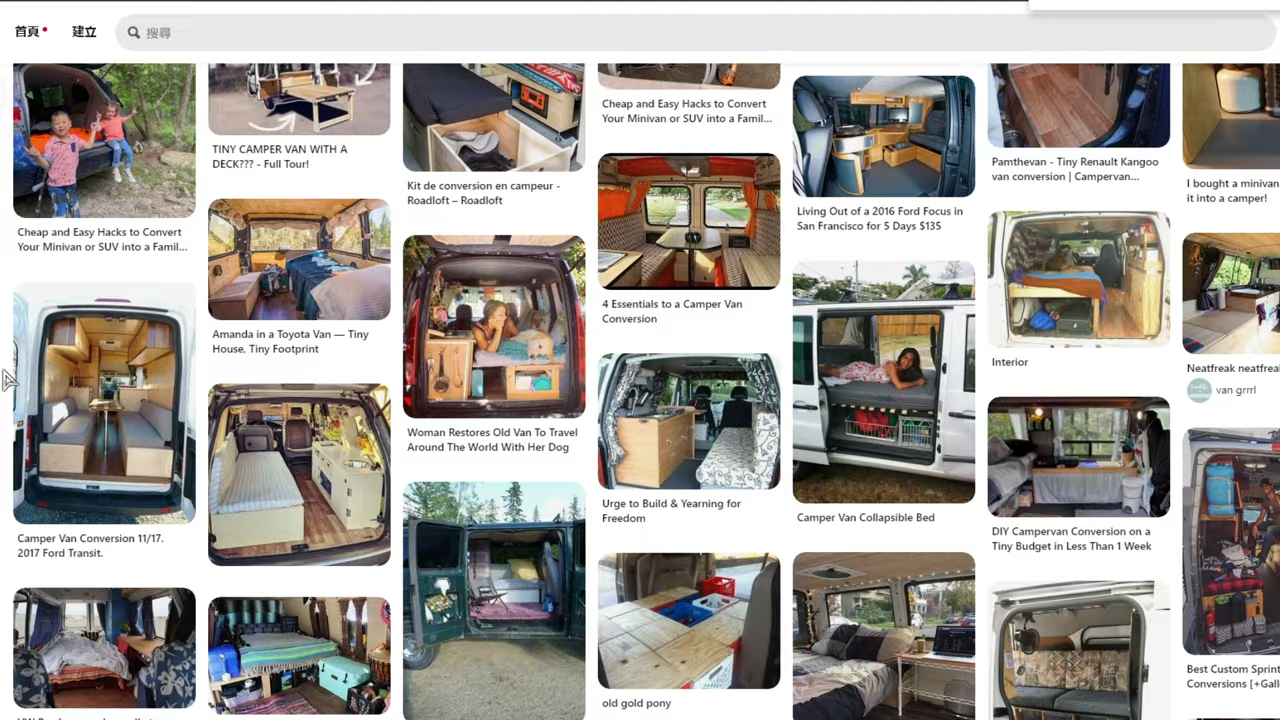 首頁
建立
搜尋
Cheap and Easy Hacks to Convert
Your Minivan or SUV into a Famil...
Camper Van Conversion 11/17.
2017 Ford Transit.
TINY CAMPER VAN WITH A
DECK??? - Full Tour!
Amanda in a Toyota Van — Tiny
House, Tiny Footprint
Kit de conversion en campeur -
Roadloft – Roadloft
Woman Restores Old Van To Travel
Around The World With Her Dog
Cheap and Easy Hacks to Convert
Your Minivan or SUV into a Famil...
4 Essentials to a Camper Van
Conversion
Urge to Build & Yearning for
Freedom
old gold pony
Living Out of a 2016 Ford Focus in
San Francisco for 5 Days $135
Camper Van Collapsible Bed
Pamthevan - Tiny Renault Kangoo
van conversion | Campervan...
Interior
DIY Campervan Conversion on a
Tiny Budget in Less Than 1 Week
I bought a minivan
it into a camper!
Neatfreak neatfreak
van grrrl
Best Custom Sprint
Conversions [+Gall